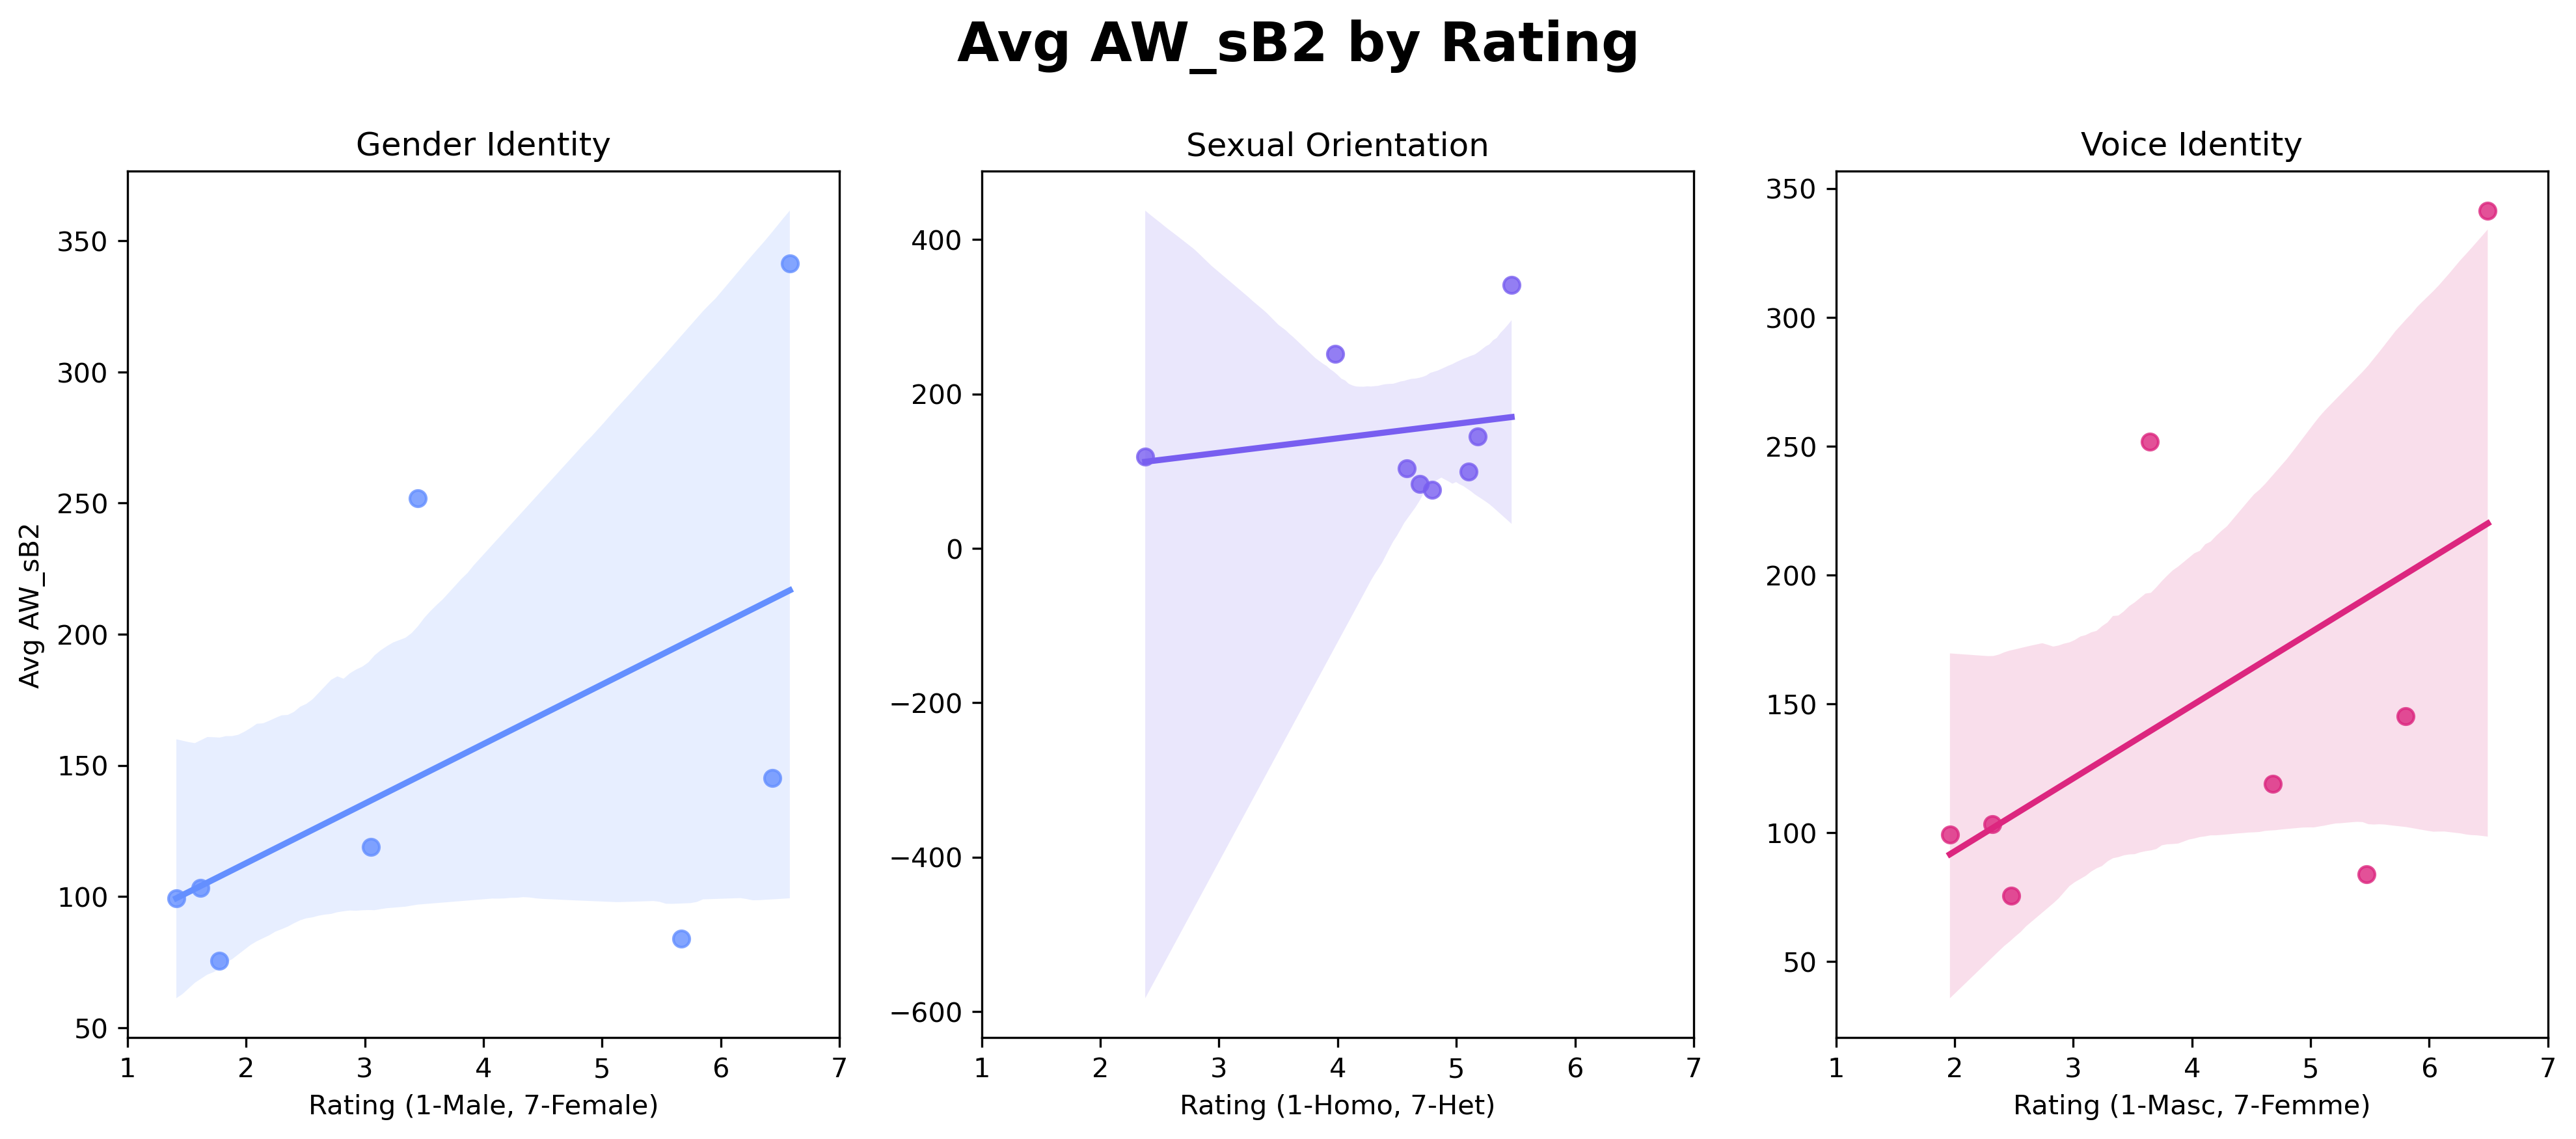 Avg AW_sB2 by Rating
Gender Identity
Avg AW_sB2
350
300
250
200
150
100
50
1 2 3 4 5 6 7
Rating (1-Male, 7-Female)
Sexual Orientation
400
200
0
−200
−400
−600
1 2 3 4 5 6 7
Rating (1-Homo, 7-Het)
Voice Identity
350
300
250
200
150
100
50
1 2 3 4 5 6 7
Rating (1-Masc, 7-Femme)